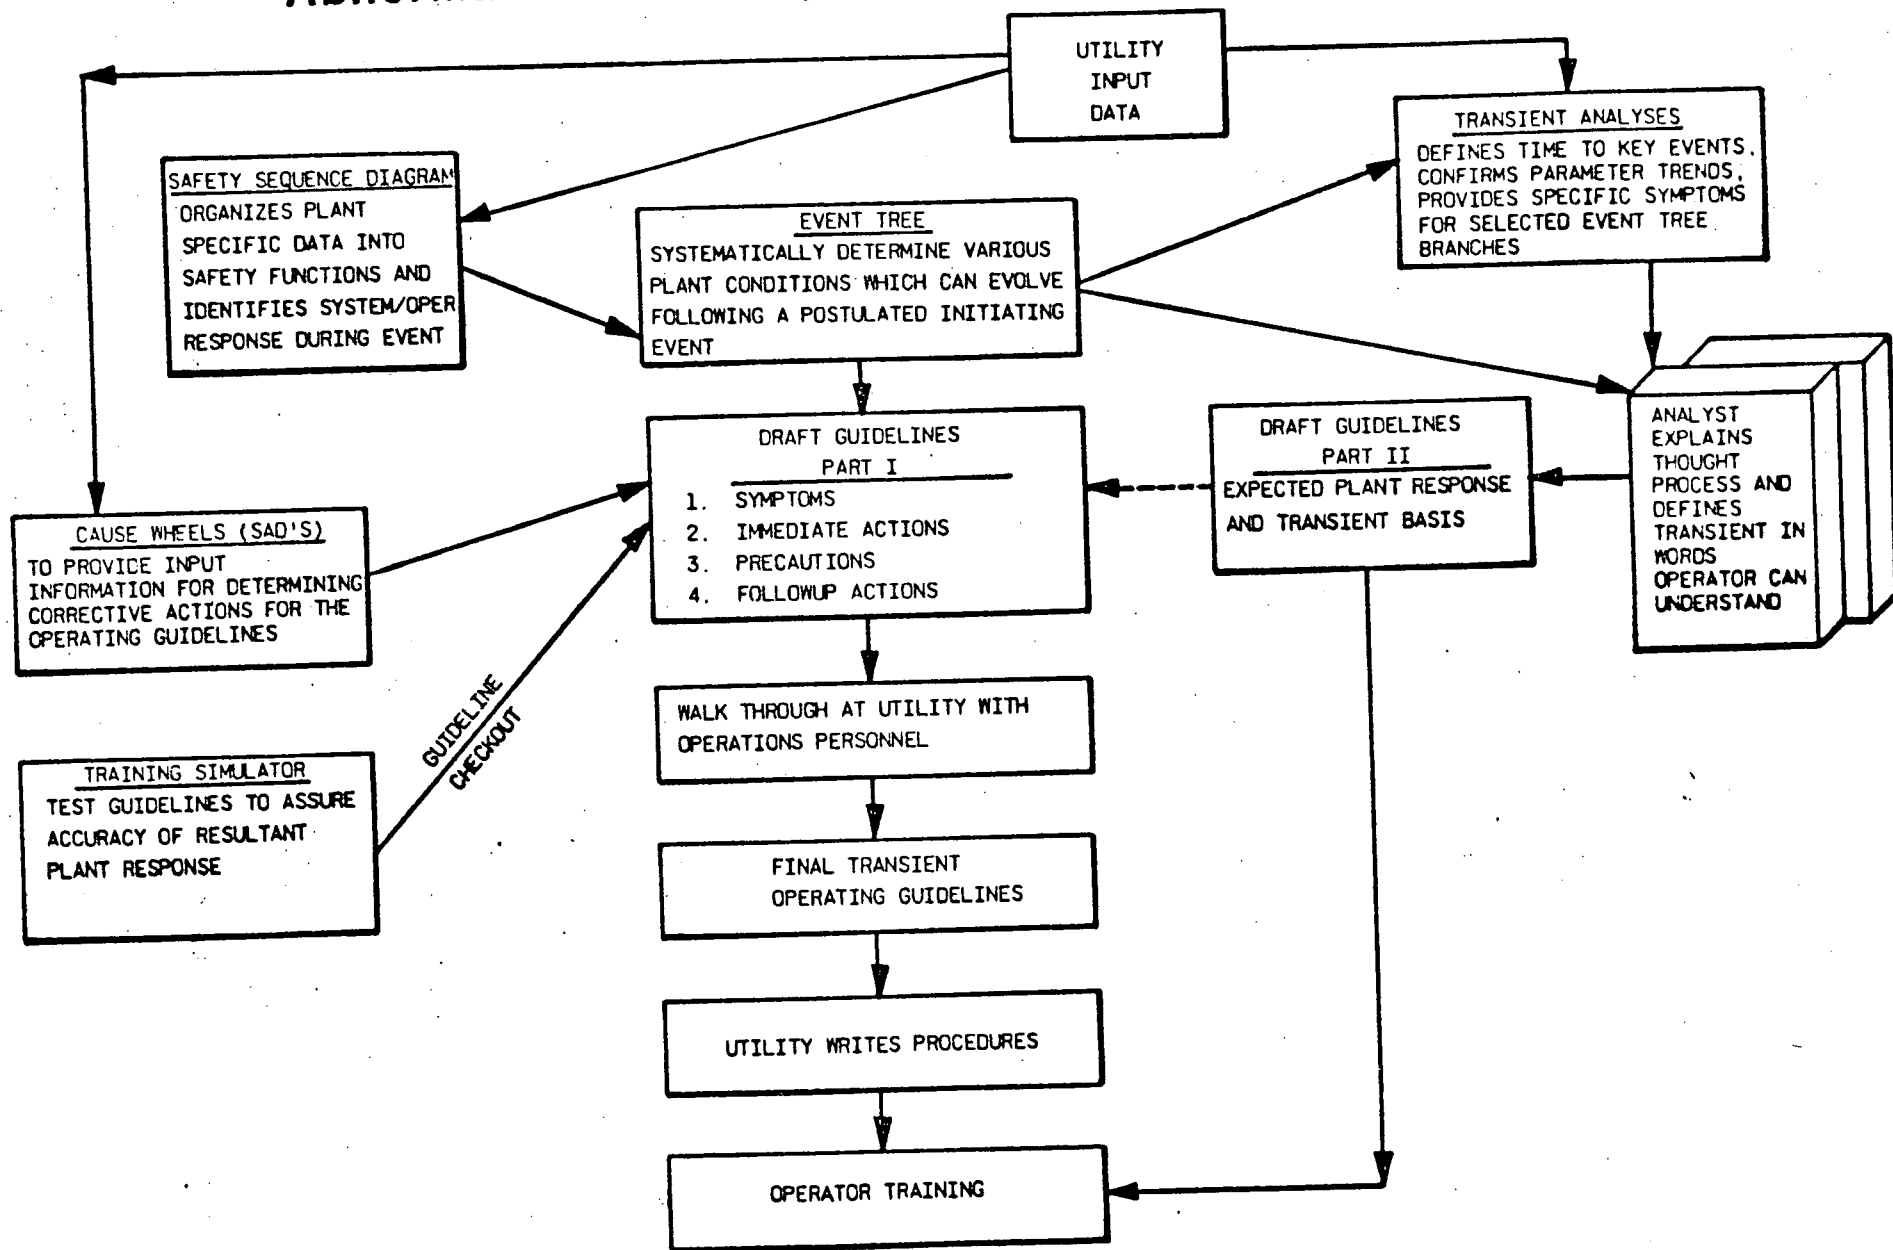 UTILITY
INPUT
DATA
TRANSIENT ANALYSES
DEFINES TIME TO KEY EVENTS,
CONFIRMS PARAMETER TRENDS,
PROVIDES SPECIFIC SYMPTOMS
FOR SELECTED EVENT TREE
BRANCHES
SAFETY SEQUENCE DIAGRAM
ORGANIZES PLANT
SPECIFIC DATA INTO
SAFETY FUNCTIONS AND
IDENTIFIES SYSTEM/OPER
RESPONSE DURING EVENT
EVENT TREE
SYSTEMATICALLY DETERMINE VARIOUS
PLANT CONDITIONS WHICH CAN EVOLVE
FOLLOWING A POSTULATED INITIATING
EVENT
DRAFT GUIDELINES
PART I
1. SYMPTOMS
2. IMMEDIATE ACTIONS
3. PRECAUTIONS
4. FOLLOWUP ACTIONS
DRAFT GUIDELINES
PART II
EXPECTED PLANT RESPONSE
AND TRANSIENT BASIS
ANALYST
EXPLAINS
THOUGHT
PROCESS AND
DEFINES
TRANSIENT IN
WORDS
OPERATOR CAN
UNDERSTAND
CAUSE WHEELS (SAD'S)
TO PROVIDE INPUT
INFORMATION FOR DETERMINING
CORRECTIVE ACTIONS FOR THE
OPERATING GUIDELINES
GUIDELINE
CHECKOUT
TRAINING SIMULATOR
TEST GUIDELINES TO ASSURE
ACCURACY OF RESULTANT
PLANT RESPONSE
WALK THROUGH AT UTILITY WITH
OPERATIONS PERSONNEL
FINAL TRANSIENT
OPERATING GUIDELINES
UTILITY WRITES PROCEDURES
OPERATOR TRAINING